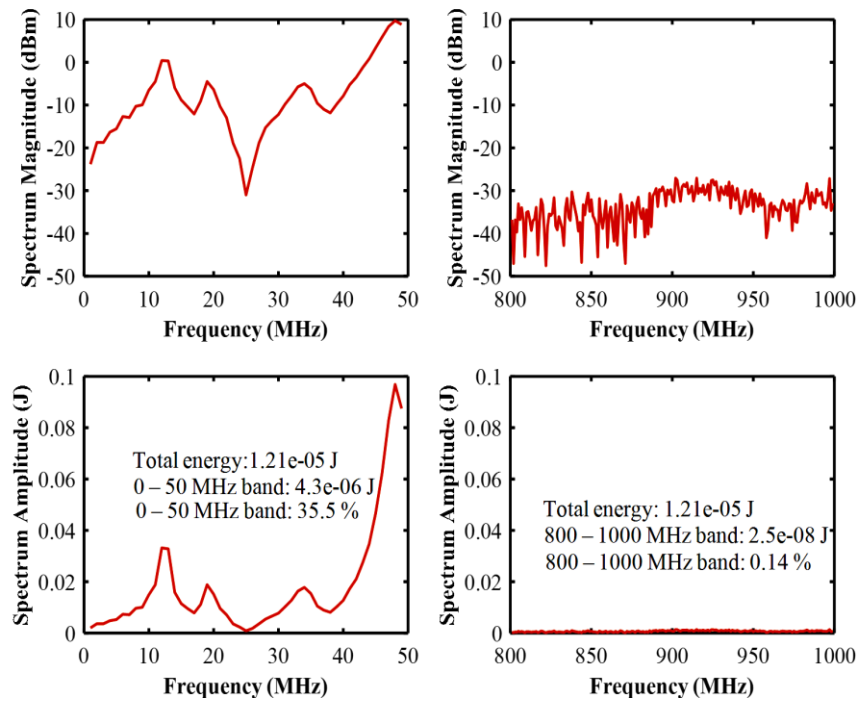 10
0
-10
-20
-30
-40
-50
Spectrum Magnitude (dBm)
0 10 20 30 40 50
Frequency (MHz)
10
0
-10
-20
-30
-40
-50
Spectrum Magnitude (dBm)
800 850 900 950 1000
Frequency (MHz)
0.1
0.08
0.06
0.04
0.02
0
Spectrum Amplitude (J)
Total energy:1.21e-05 J
0 – 50 MHz band: 4.3e-06 J
0 – 50 MHz band: 35.5 %
0 10 20 30 40 50
Frequency (MHz)
0.1
0.08
0.06
0.04
0.02
0
Spectrum Amplitude (J)
Total energy: 1.21e-05 J
800 – 1000 MHz band: 2.5e-08 J
800 – 1000 MHz band: 0.14 %
800 850 900 950 1000
Frequency (MHz)